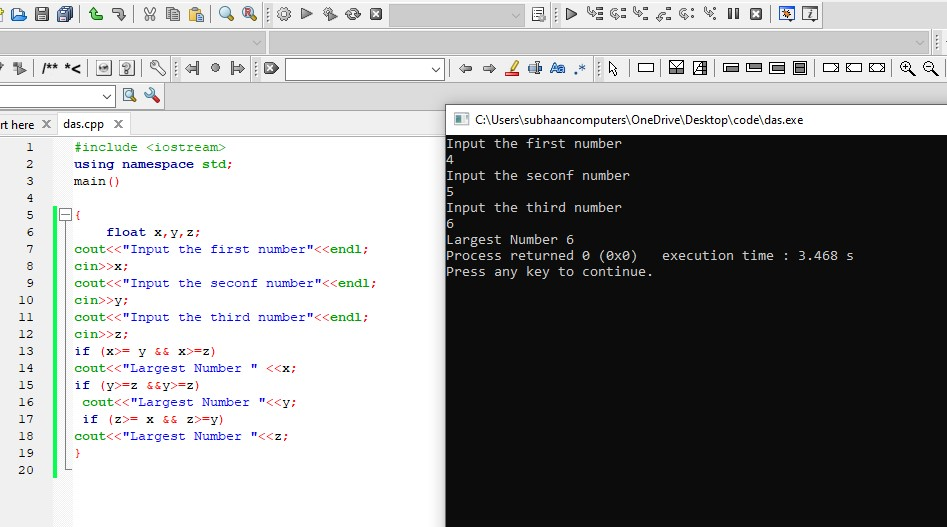 /** *<
Aa .*
rt here X das.cpp X
1 #include <iostream>
2 using namespace std;
3 main()
4
5 {
6 float x,y,z;
7 cout<<"Input the first number"<<endl;
8 cin>>x;
9 cout<<"Input the seconf number"<<endl;
10 cin>>y;
11 cout<<"Input the third number"<<endl;
12 cin>>z;
13 if (x>= y && x>=z)
14 cout<<"Largest Number " <<x;
15 if (y>=z &&y>=z)
16 cout<<"Largest Number "<<y;
17 if (z>= x && z>=y)
18 cout<<"Largest Number "<<z;
19 }
20
C:\Users\subhaancomputers\OneDrive\Desktop\code\das.exe
Input the first number
4
Input the seconf number
5
Input the third number
6
Largest Number 6
Process returned 0 (0x0) execution time : 3.468 s
Press any key to continue.